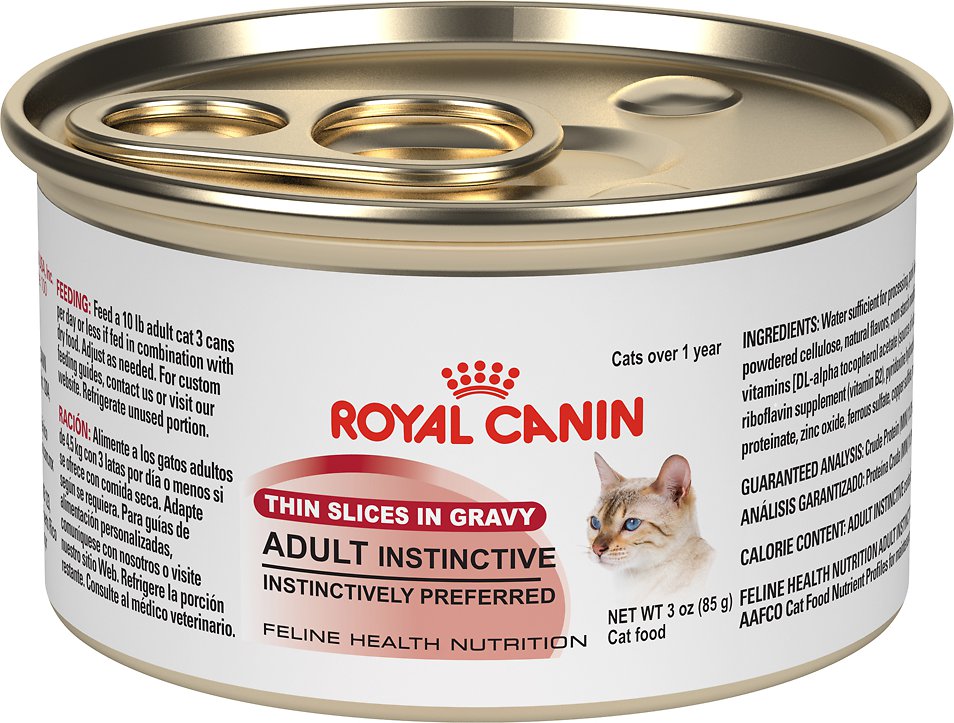 FEEDING: Feed a 10 lb adult cat 3 cans
per day or less if fed in combination with
dry food. Adjust as needed. For custom
feeding guides, contact us or visit our
website. Refrigerate unused portion.
RACIÓN: Alimente a los gatos adultos
de 4,5 kg con 3 latas por día o menos si
se ofrece con comida seca. Adapte
según se requiera. Para guías de
alimentación personalizadas,
comuníquese con nosotros o visite
nuestro sitio Web. Refrigere la porción
restante. Consulte al médico veterinario.
Cats over 1 year
ROYAL CANIN
THIN SLICES IN GRAVY
ADULT INSTINCTIVE
INSTINCTIVELY PREFERRED
FELINE HEALTH NUTRITION
NET WT 3 oz (85 g)
Cat food
INGREDIENTS: Water sufficient for processing,
powdered cellulose, natural flavors, corn starch
vitamins [DL-alpha tocopherol acetate (source
riboflavin supplement (vitamin B2), pyridoxine
proteinate, zinc oxide, ferrous sulfate, copper
GUARANTEED ANALYSIS: Crude Protein
ANÁLISIS GARANTIZADO: Proteína Cruda
CALORIE CONTENT: ADULT INSTINCTIVE
FELINE HEALTH NUTRITION ADULT
AAFCO Cat Food Nutrient Profiles for